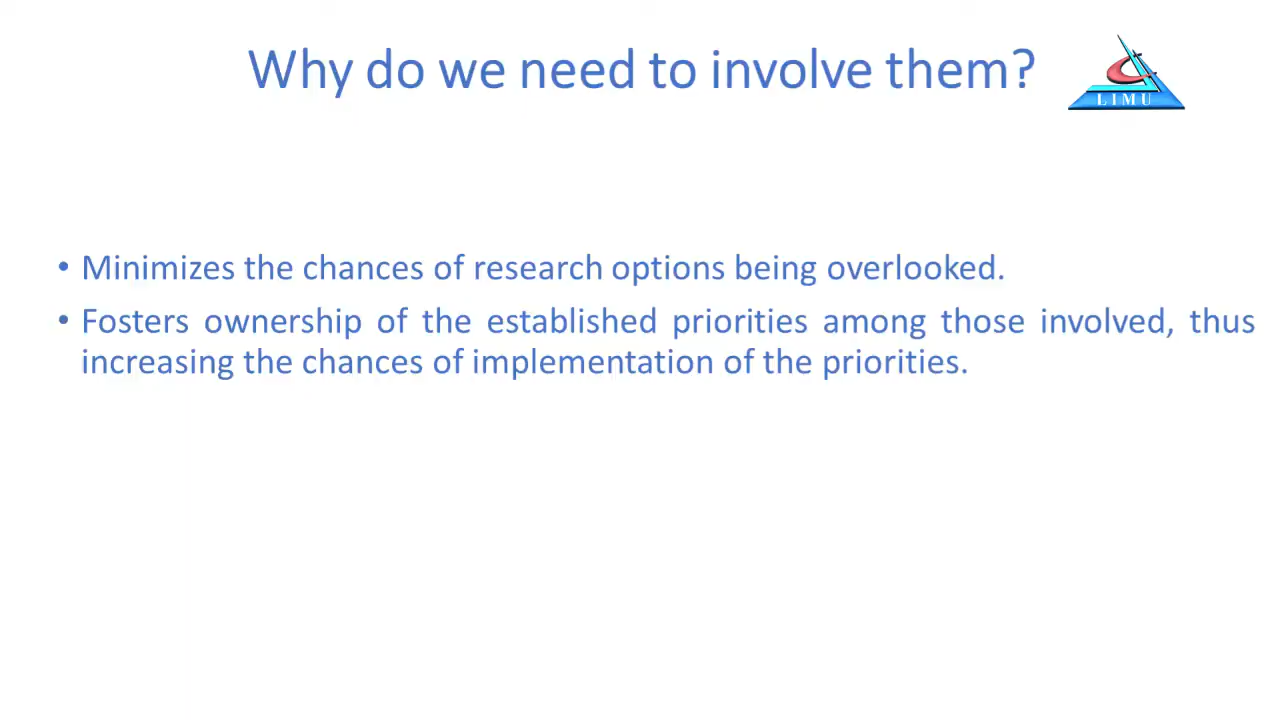 Why do we need to involve them?
LIMU
• Minimizes the chances of research options being overlooked.
• Fosters ownership of the established priorities among those involved, thus
increasing the chances of implementation of the priorities.